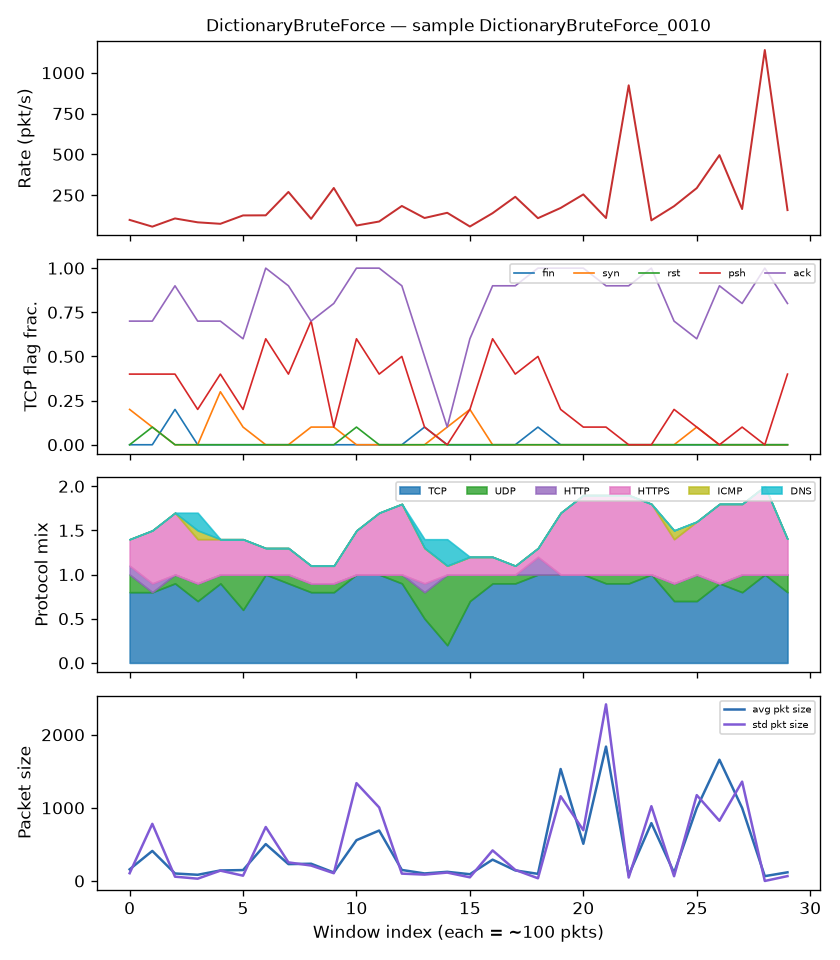 DictionaryBruteForce — sample DictionaryBruteForce_0010
Rate (pkt/s)
1000
750
500
250
TCP flag frac.
1.00
0.75
0.50
0.25
0.00
fin syn rst psh ack
Protocol mix
2.0
1.5
1.0
0.5
0.0
TCP UDP HTTP HTTPS ICMP DNS
Packet size
2000
1000
0
avg pkt size
std pkt size
0 5 10 15 20 25 30
Window index (each = ~100 pkts)